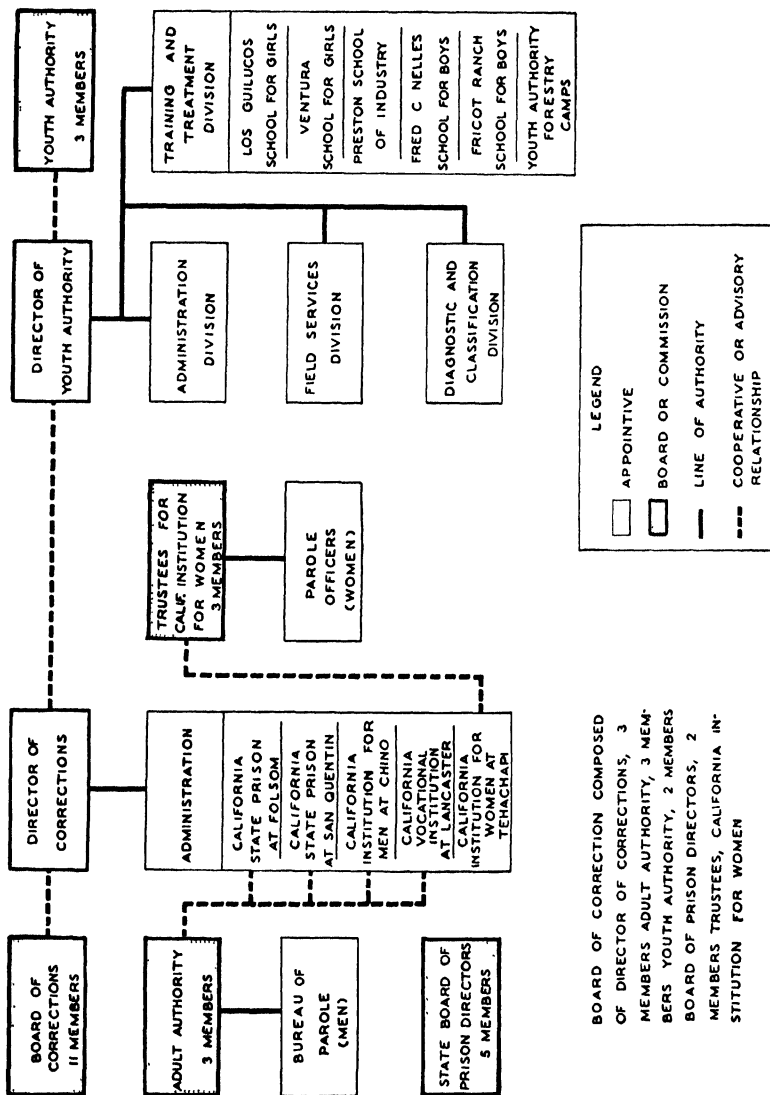 BOARD OF
CORRECTIONS
11 MEMBERS
DIRECTOR OF
CORRECTIONS
DIRECTOR OF
YOUTH AUTHORITY
YOUTH AUTHORITY
3 MEMBERS
ADULT AUTHORITY
3 MEMBERS
BUREAU OF
PAROLE
(MEN)
STATE BOARD OF
PRISON DIRECTORS
5 MEMBERS
ADMINISTRATION
CALIFORNIA
STATE PRISON
AT FOLSOM
CALIFORNIA
STATE PRISON
AT SAN QUENTIN
CALIFORNIA
INSTITUTION FOR
MEN AT CHINO
CALIFORNIA
VOCATIONAL
INSTITUTION
AT LANCASTER
CALIFORNIA
INSTITUTION FOR
WOMEN AT
TEHACHAPI
TRUSTEES FOR
CALIF. INSTITUTION
FOR WOMEN
3 MEMBERS
PAROLE
OFFICERS
(WOMEN)
ADMINISTRATION
DIVISION
FIELD SERVICES
DIVISION
DIAGNOSTIC AND
CLASSIFICATION
DIVISION
TRAINING AND
TREATMENT
DIVISION
LOS GUILUCOS
SCHOOL FOR GIRLS
VENTURA
SCHOOL FOR GIRLS
PRESTON SCHOOL
OF INDUSTRY
FRED C NELLES
SCHOOL FOR BOYS
FRICOT RANCH
SCHOOL FOR BOYS
YOUTH AUTHORITY
FORESTRY
CAMPS
BOARD OF CORRECTION COMPOSED
OF DIRECTOR OF CORRECTIONS, 3
MEMBERS ADULT AUTHORITY, 3 MEM-
BERS YOUTH AUTHORITY, 2 MEMBERS
BOARD OF PRISON DIRECTORS, 2
MEMBERS TRUSTEES, CALIFORNIA IN-
STITUTION FOR WOMEN
LEGEND
APPOINTIVE
BOARD OR COMMISSION
LINE OF AUTHORITY
COOPERATIVE OR ADVISORY
RELATIONSHIP